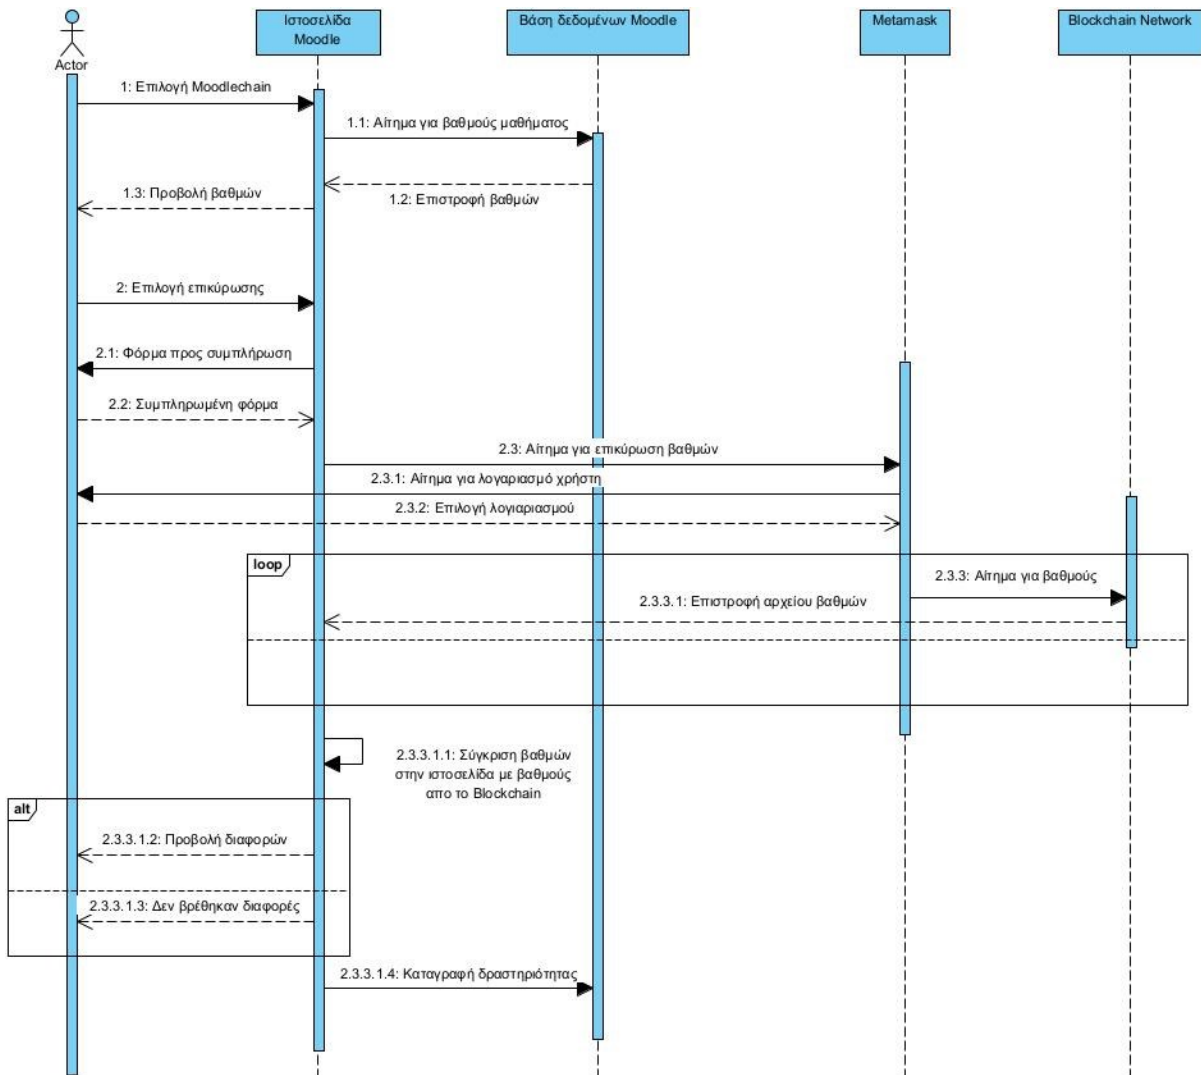 Actor
Ιστοσελίδα
Moodle
Βάση δεδομένων Moodle
Metamask
Blockchain Network
1: Επιλογή Moodlechain
1.1: Αίτημα για βαθμούς μαθήματος
1.2: Επιστροφή βαθμών
1.3: Προβολή βαθμών
2: Επιλογή επικύρωσης
2.1: Φόρμα προς συμπλήρωση
2.2: Συμπληρωμένη φόρμα
2.3: Αίτημα για επικύρωση βαθμών
2.3.1: Αίτημα για λογαριασμό χρήστη
2.3.2: Επιλογή λογιαριασμού
loop
2.3.3: Αίτημα για βαθμούς
2.3.3.1: Επιστροφή αρχείου βαθμών
2.3.3.1.1: Σύγκριση βαθμών
στην ιστοσελίδα με βαθμούς
απο το Blockchain
alt
2.3.3.1.2: Προβολή διαφορών
2.3.3.1.3: Δεν βρέθηκαν διαφορές
2.3.3.1.4: Καταγραφή δραστηριότητας